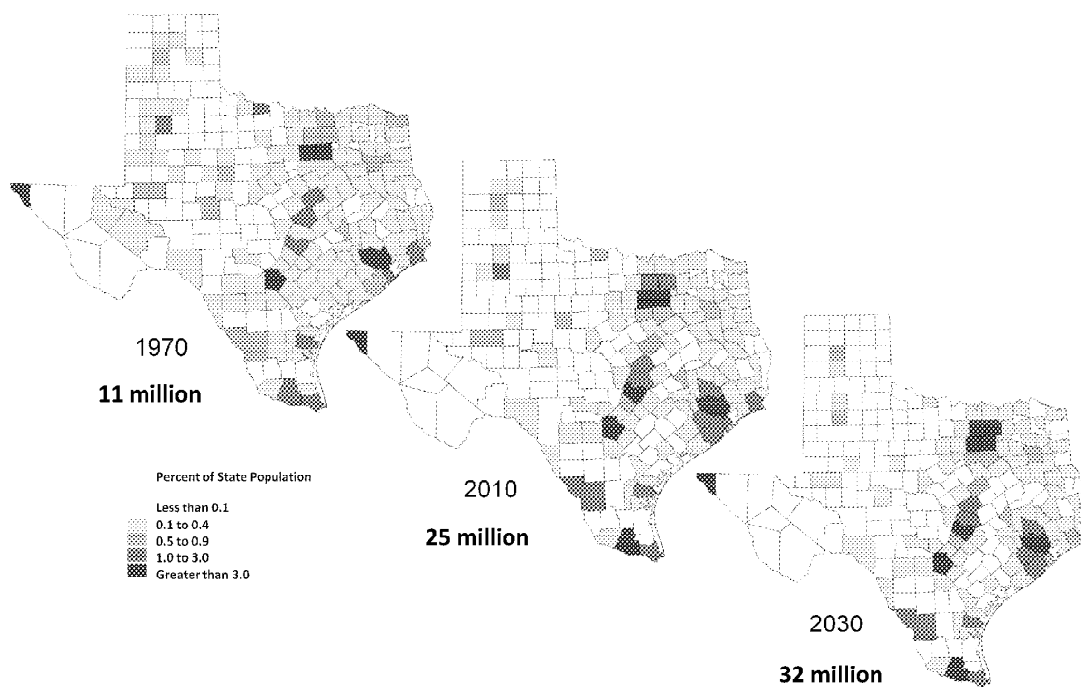 1970
11 million
2010
25 million
2030
32 million
Percent of State Population
Less than 0.1
0.1 to 0.4
0.5 to 0.9
1.0 to 3.0
Greater than 3.0